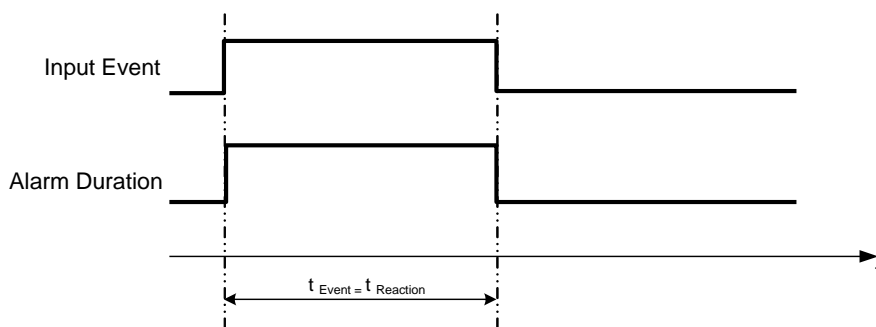 Input Event
Alarm Duration
t Event = t Reaction